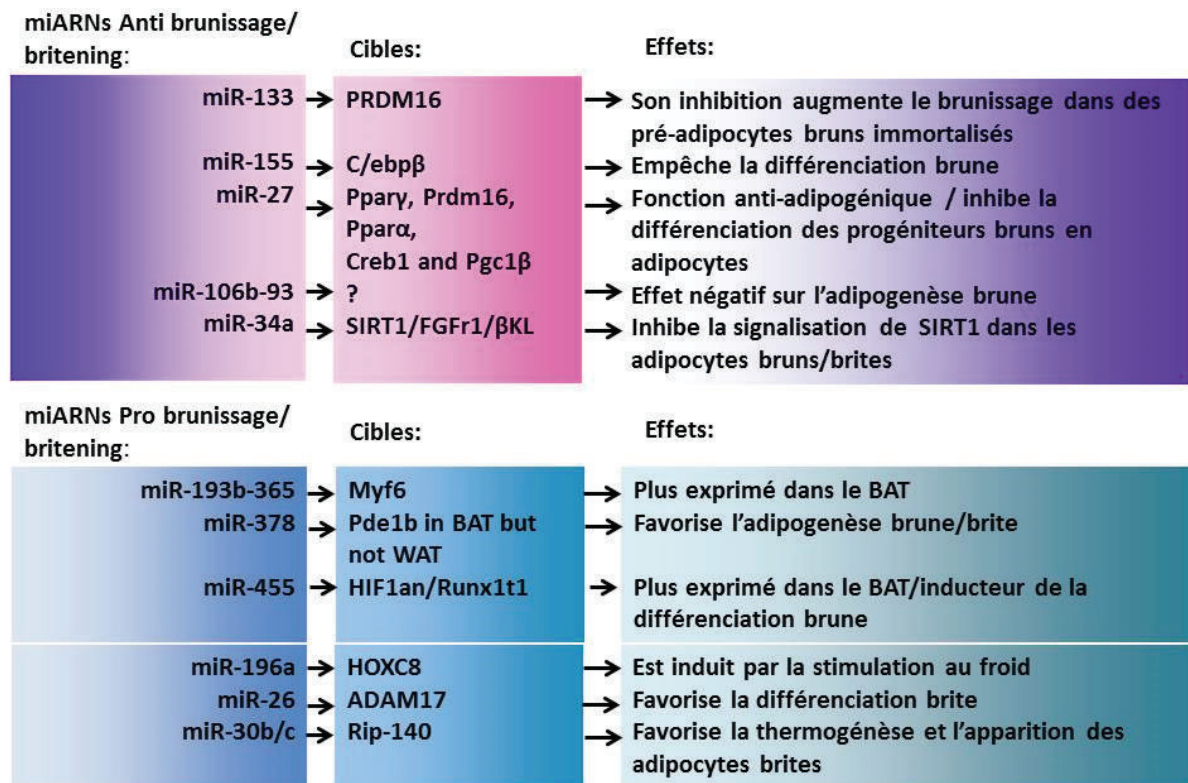 miARNs Anti brunissage/
britening:
Cibles:
Effets:
miR-133
PRDM16
Son inhibition augmente le brunissage dans des
pré-adipocytes bruns immortalisés
miR-155
C/ebpβ
Empêche la différenciation brune
miR-27
Pparγ, Prdm16,
Pparα,
Creb1 and Pgc1β
Fonction anti-adipogénique / inhibe la
différenciation des progéniteurs bruns en
adipocytes
miR-106b-93
?
Effet négatif sur l'adipogenèse brune
miR-34a
SIRT1/FGFr1/βKL
Inhibe la signalisation de SIRT1 dans les
adipocytes bruns/brites
miARNs Pro brunissage/
britening:
Cibles:
Effets:
miR-193b-365
Myf6
Plus exprimé dans le BAT
miR-378
Pde1b in BAT but
not WAT
Favorise l'adipogenèse brune/brite
miR-455
HIF1an/Runx1t1
Plus exprimé dans le BAT/inducteur de la
différenciation brune
miR-196a
HOXC8
Est induit par la stimulation au froid
miR-26
ADAM17
Favorise la différenciation brite
miR-30b/c
Rip-140
Favorise la thermogénèse et l'apparition des
adipocytes brites